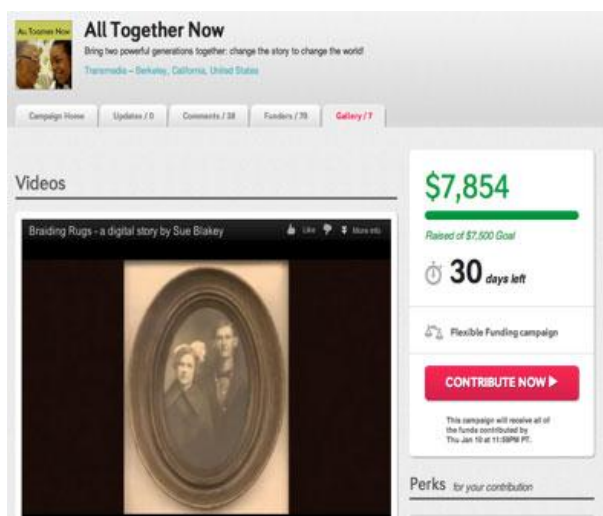 All Together Now
All Together Now
Bring two powerful generations together: change the story to change the world!
Transmedia – Berkeley, California, United States
Campaign Home
Updates / 0
Comments / 38
Funders / 70
Gallery / 7
Videos
Braiding Rugs - a digital story by Sue Blakey
Like
More info
$7,854
Raised of $7,500 Goal
30 days left
Flexible Funding campaign
CONTRIBUTE NOW
This campaign will receive all of
the funds contributed by
Thu Jan 10 at 11:59PM PT.
Perks for your contribution